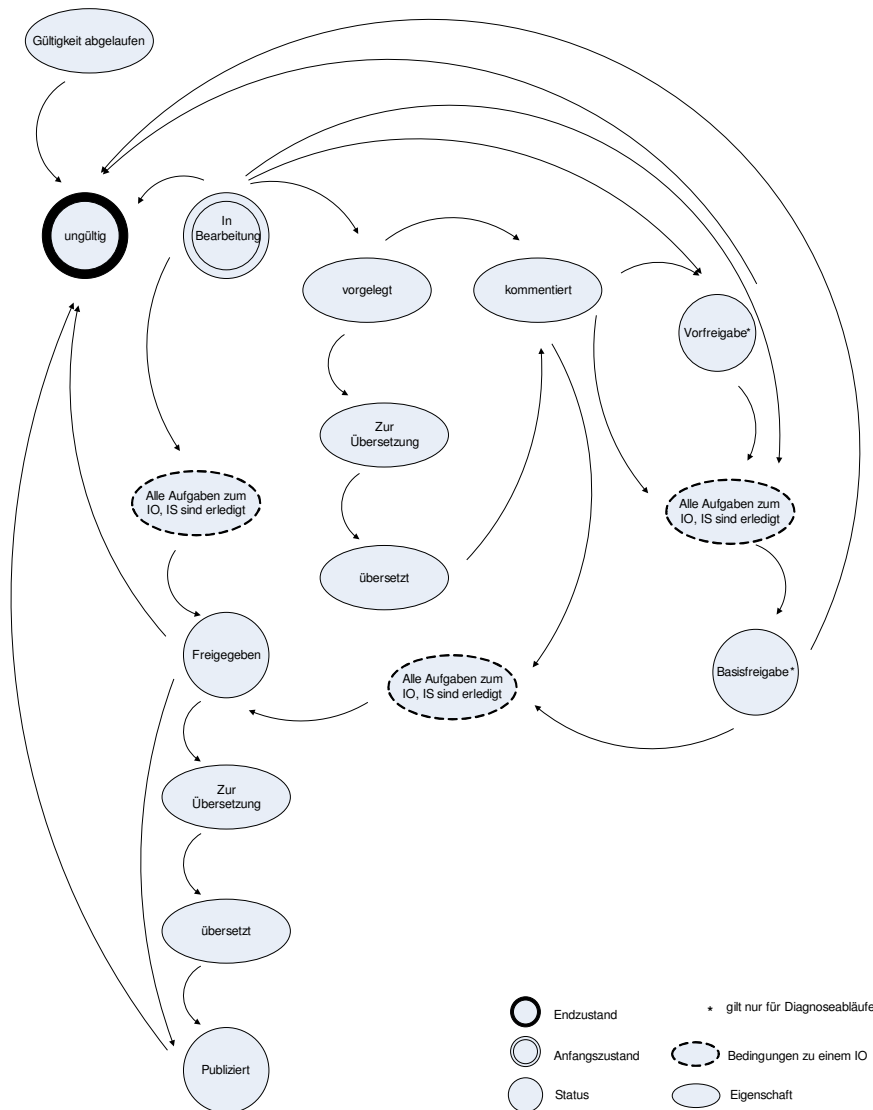 Gültigkeit abgelaufen
ungültig
In
Bearbeitung
vorgelegt
kommentiert
Vorfreigabe*
Zur
Übersetzung
Alle Aufgaben zum
IO, IS sind erledigt
Alle Aufgaben zum
IO, IS sind erledigt
übersetzt
Freigegeben
Alle Aufgaben zum
IO, IS sind erledigt
Basisfreigabe*
Zur
Übersetzung
übersetzt
Publiziert
Endzustand
* gilt nur für Diagnoseabläufe
Anfangszustand
Bedingungen zu einem IO
Status
Eigenschaft